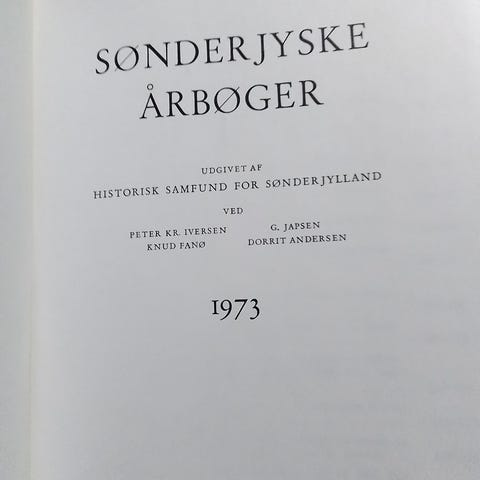 SØNDERJYSKE
ÅRBØGER
UDGIVET AF
HISTORISK SAMFUND FOR SØNDERJYLLAND
VED
PETER KR. IVERSEN
KNUD FANØ
G. JAPSEN
DORRIT ANDERSEN
1973